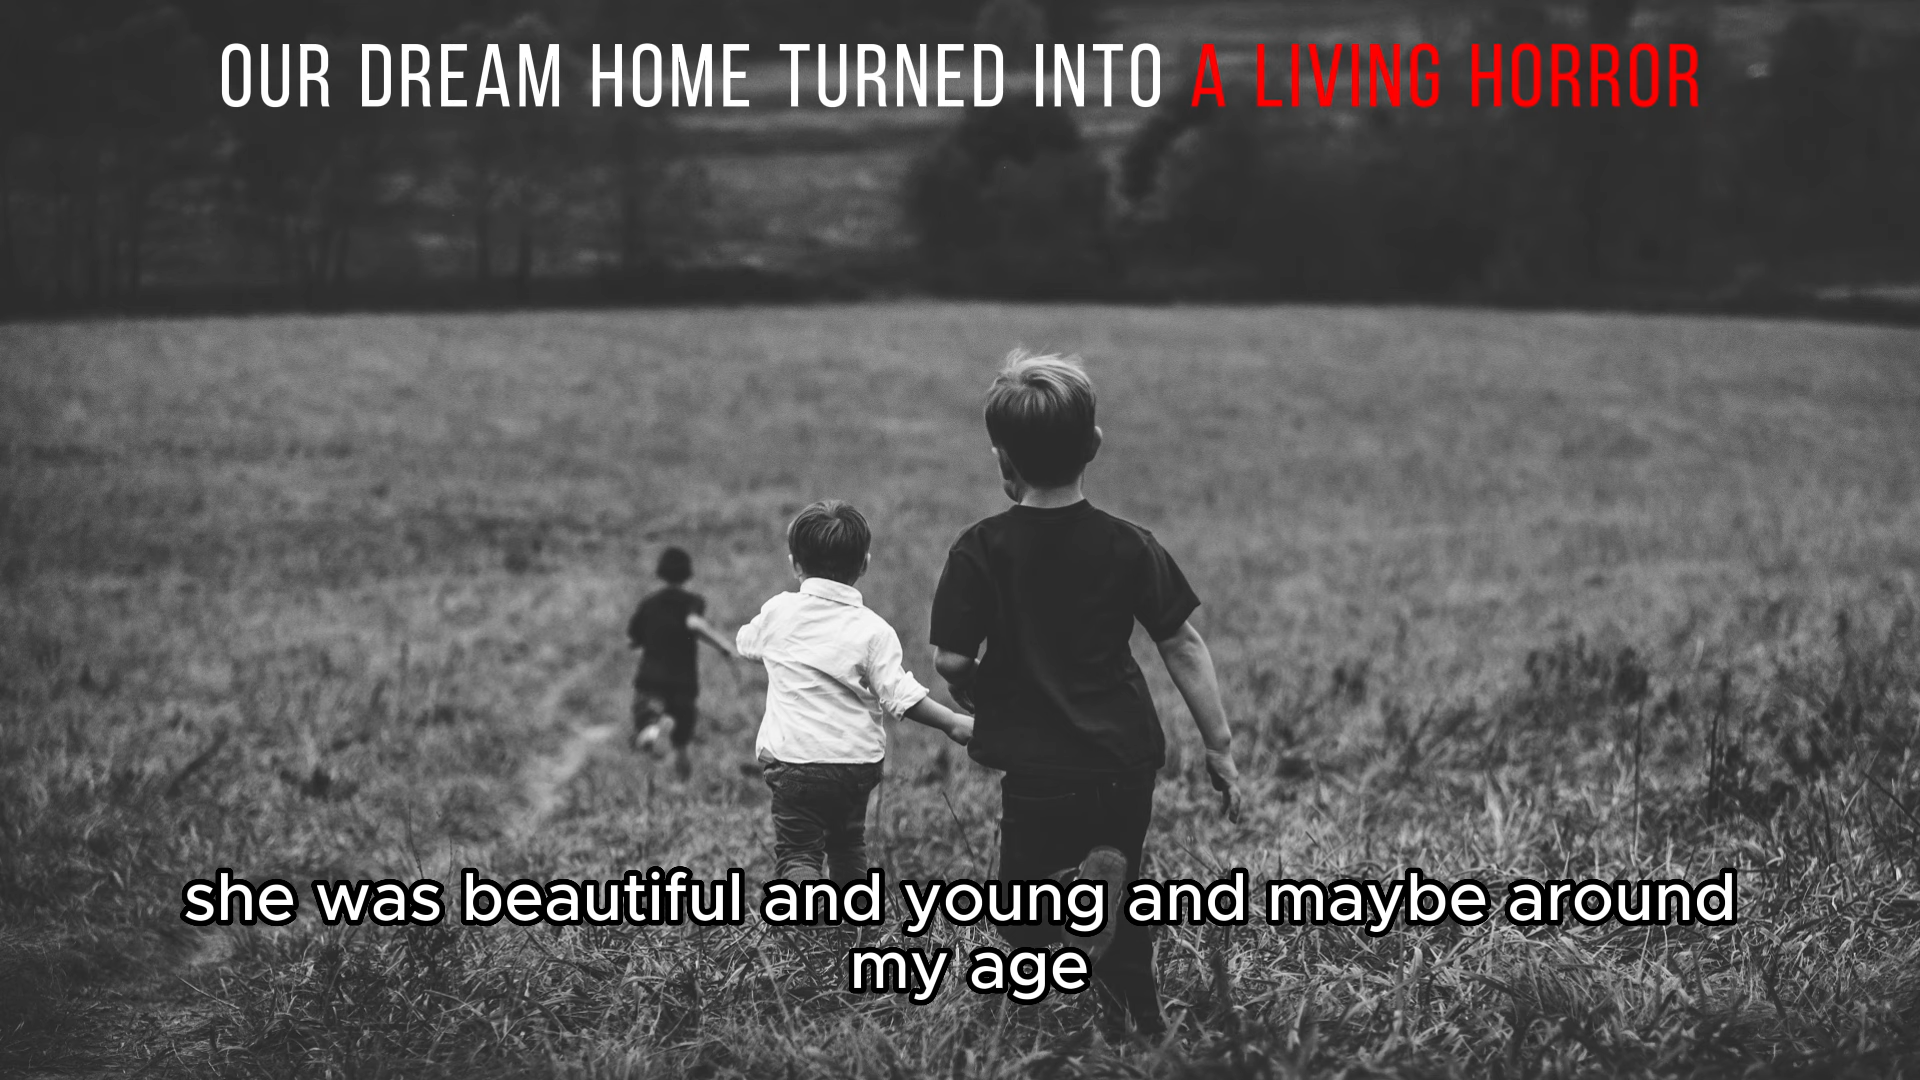 OUR DREAM HOME TURNED INTO A LIVING HORROR
she was beautiful and young and maybe around
my age